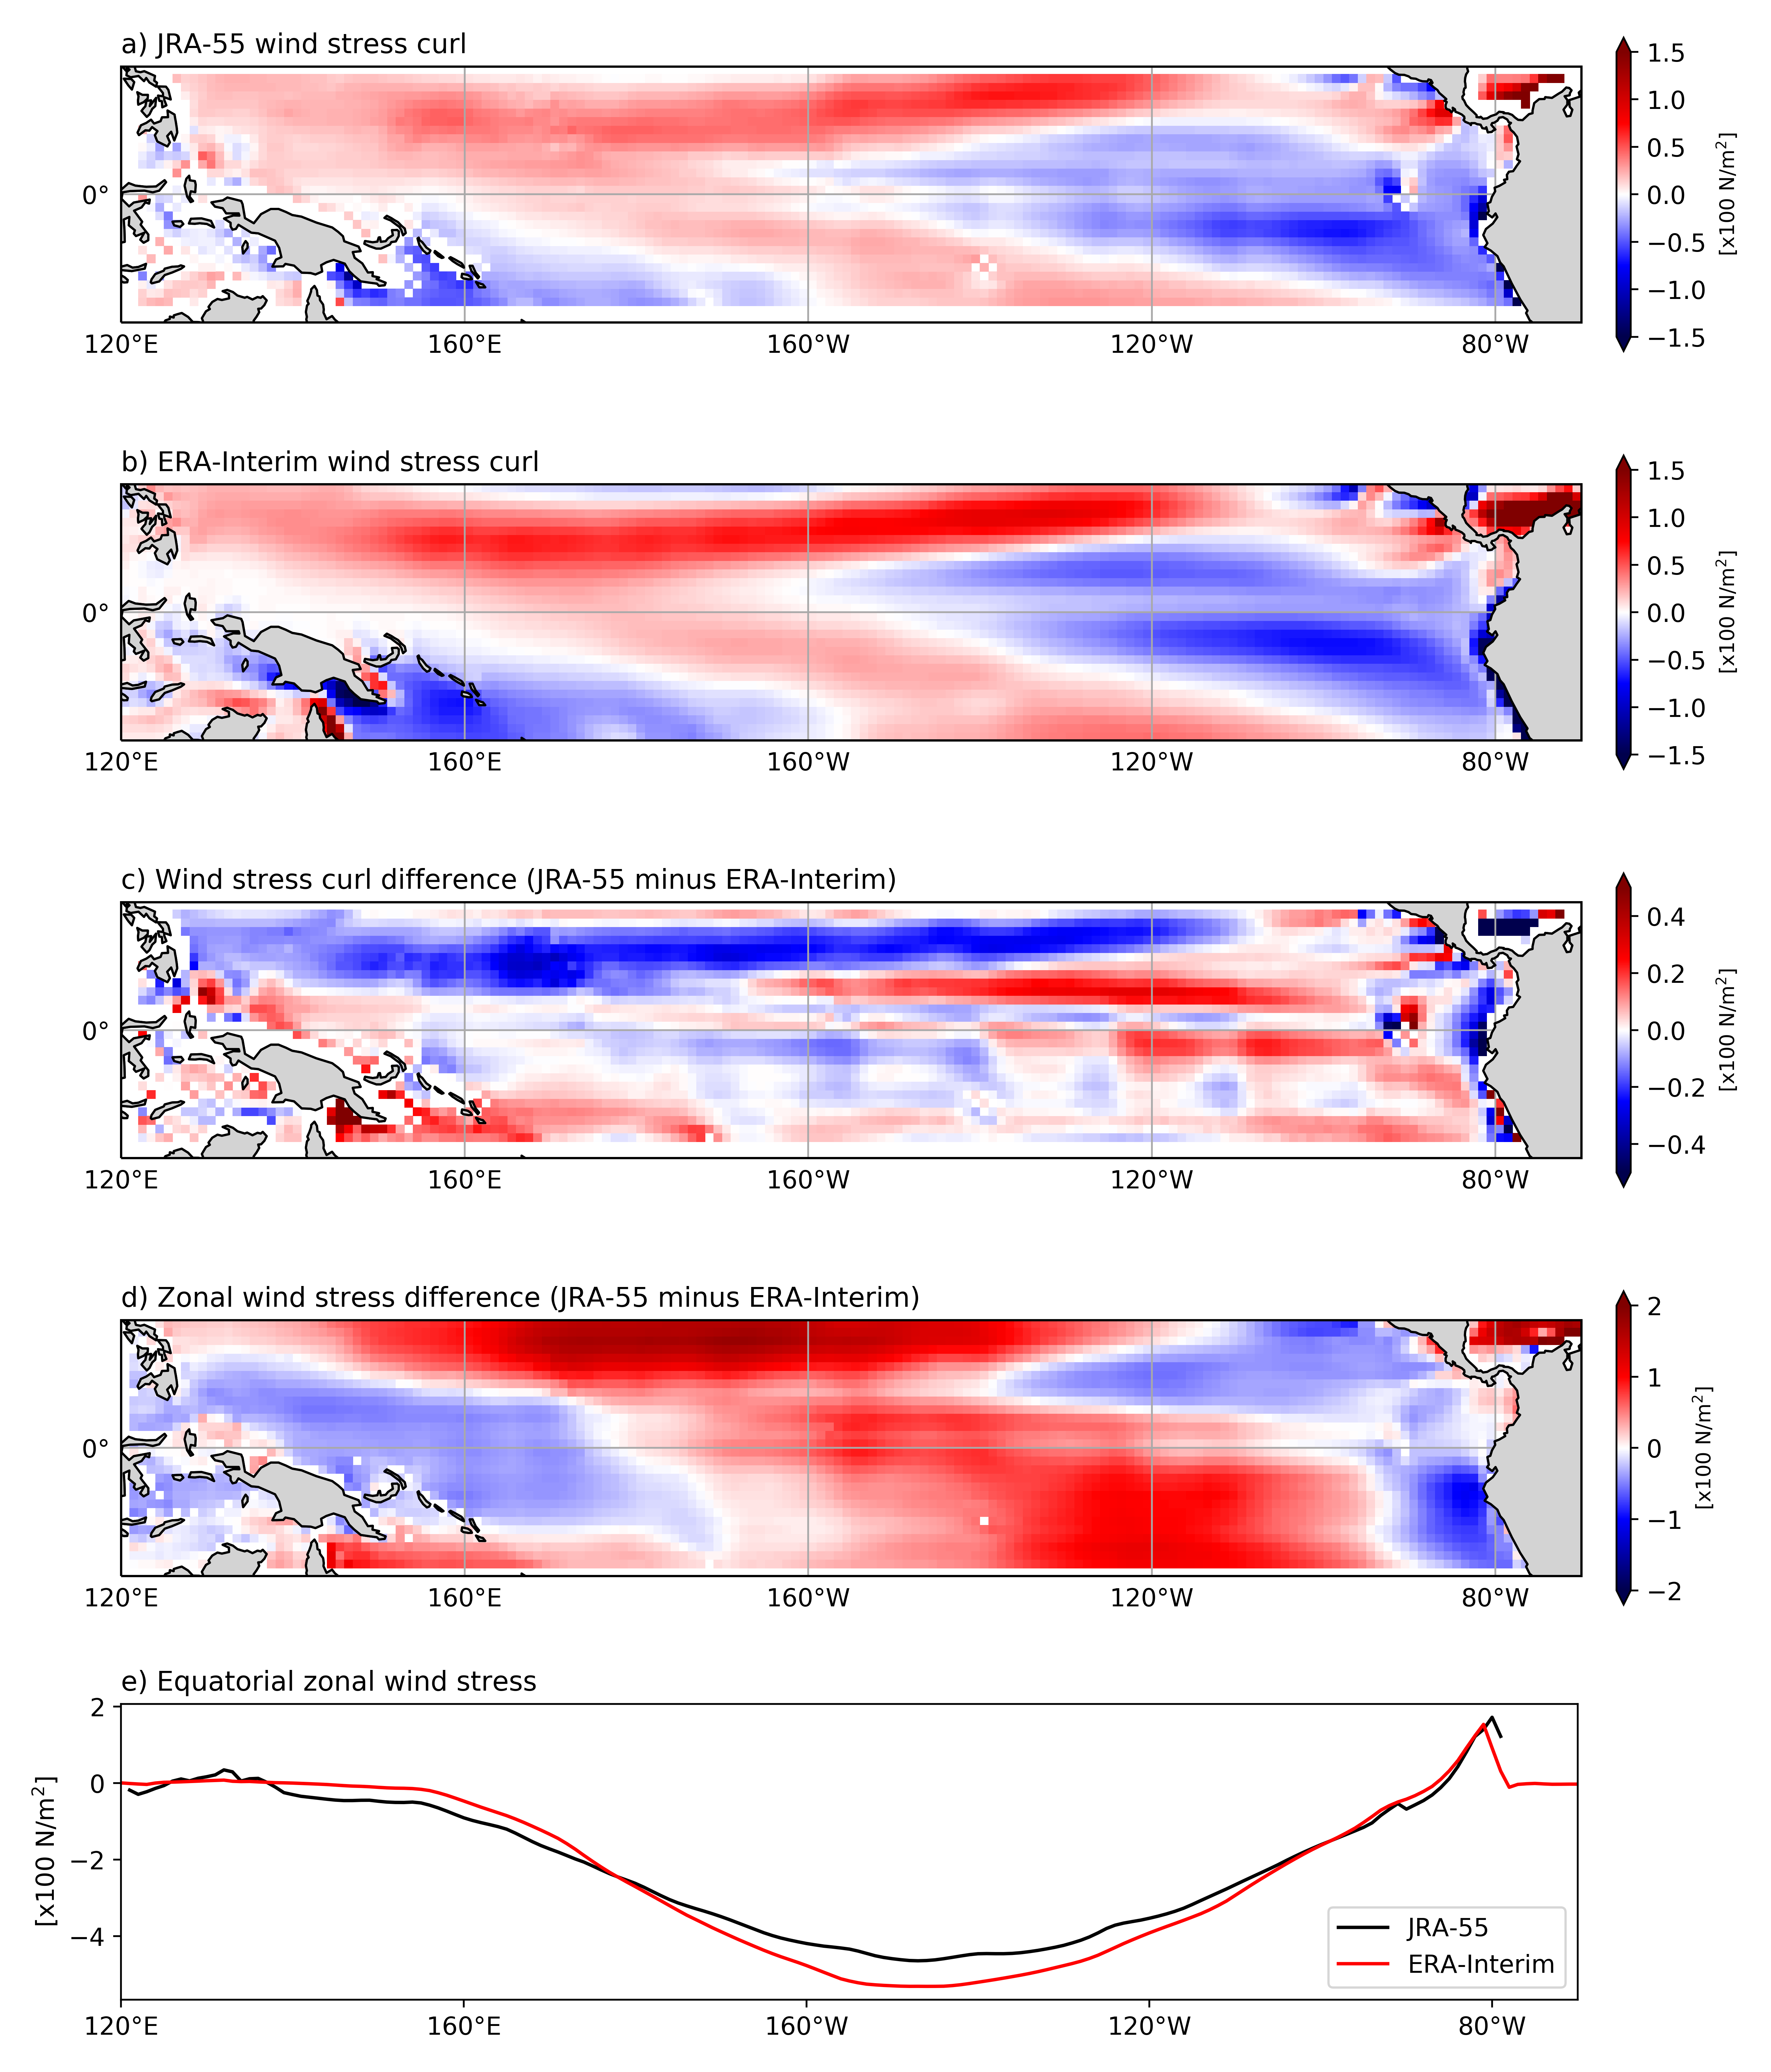 a) JRA-55 wind stress curl
1.5
1.0
0.5
0.0
−0.5
−1.0
−1.5
[x100 N/m²]
0°
120°E 160°E 160°W 120°W 80°W
b) ERA-Interim wind stress curl
1.5
1.0
0.5
0.0
−0.5
−1.0
−1.5
[x100 N/m²]
0°
120°E 160°E 160°W 120°W 80°W
c) Wind stress curl difference (JRA-55 minus ERA-Interim)
0.4
0.2
0.0
−0.2
−0.4
[x100 N/m²]
0°
120°E 160°E 160°W 120°W 80°W
d) Zonal wind stress difference (JRA-55 minus ERA-Interim)
2
1
0
−1
−2
[x100 N/m²]
0°
120°E 160°E 160°W 120°W 80°W
e) Equatorial zonal wind stress
2
0
−2
−4
[x100 N/m²]
JRA-55
ERA-Interim
120°E 160°E 160°W 120°W 80°W